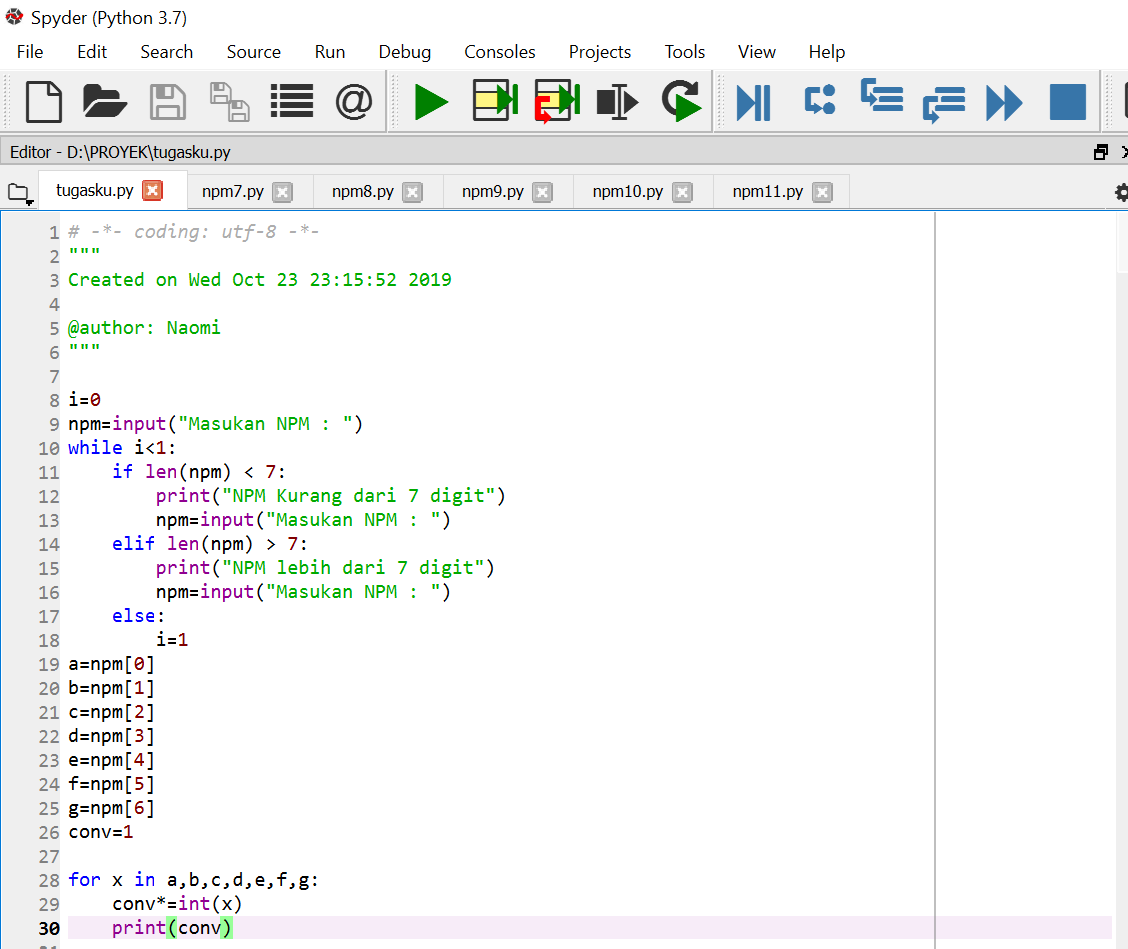 Spyder (Python 3.7)
File Edit Search Source Run Debug Consoles Projects Tools View Help
@
Editor - D:\PROYEK\tugasku.py
tugasku.py npm7.py npm8.py npm9.py npm10.py npm11.py
1 # -*- coding: utf-8 -*-
2 """
3 Created on Wed Oct 23 23:15:52 2019
4
5 @author: Naomi
6 """
7
8 i=0
9 npm=input("Masukan NPM : ")
10 while i<1:
11     if len(npm) < 7:
12         print("NPM Kurang dari 7 digit")
13         npm=input("Masukan NPM : ")
14     elif len(npm) > 7:
15         print("NPM lebih dari 7 digit")
16         npm=input("Masukan NPM : ")
17     else:
18         i=1
19 a=npm[0]
20 b=npm[1]
21 c=npm[2]
22 d=npm[3]
23 e=npm[4]
24 f=npm[5]
25 g=npm[6]
26 conv=1
27
28 for x in a,b,c,d,e,f,g:
29     conv*=int(x)
30     print(conv)